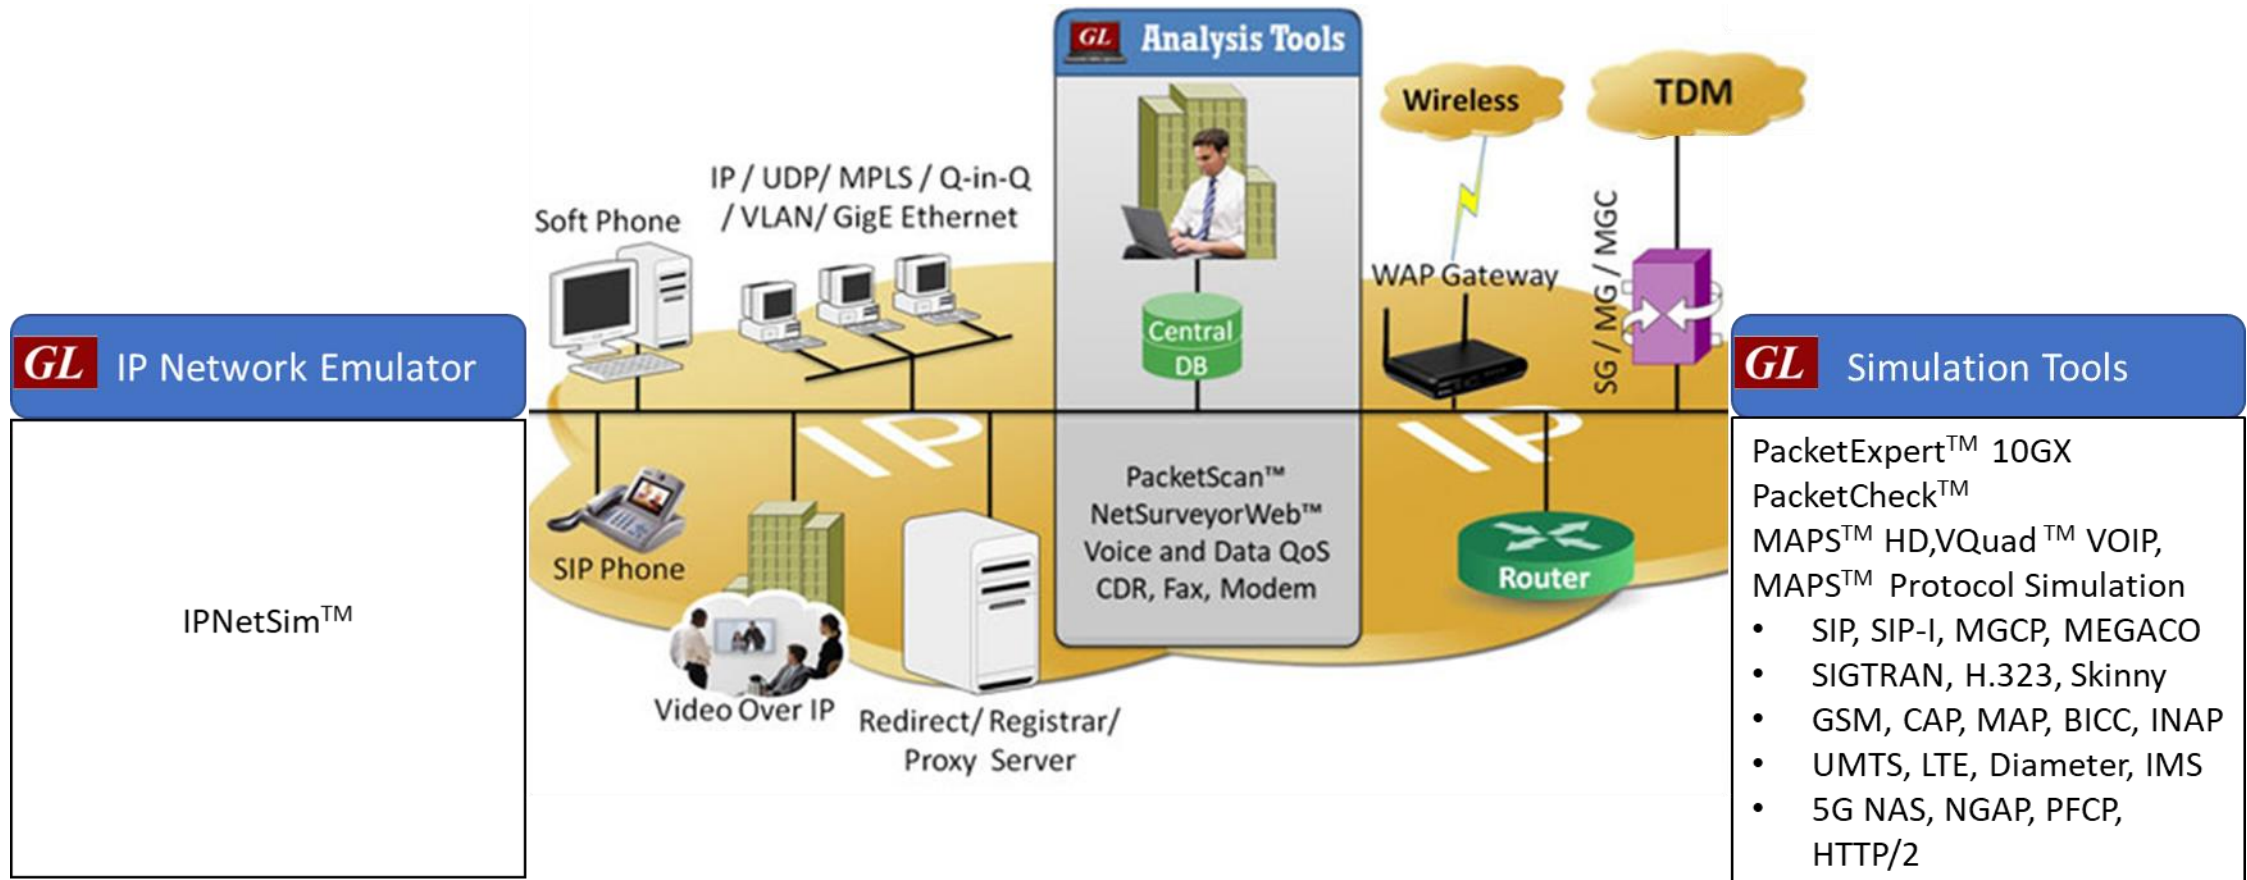 GL Analysis Tools
Wireless
TDM
IP / UDP/ MPLS / Q-in-Q
/ VLAN/ GigE Ethernet
Soft Phone
SG / MG / MGC
WAP Gateway
Central
DB
GL IP Network Emulator
IPNetSim™
IP
IP
SIP Phone
Video Over IP
Redirect/ Registrar/
Proxy Server
PacketScan™
NetSurveyorWeb™
Voice and Data QoS
CDR, Fax, Modem
Router
GL Simulation Tools
PacketExpert™ 10GX
PacketCheck™
MAPS™ HD,VQuad ™ VOIP,
MAPS™ Protocol Simulation
• SIP, SIP-I, MGCP, MEGACO
• SIGTRAN, H.323, Skinny
• GSM, CAP, MAP, BICC, INAP
• UMTS, LTE, Diameter, IMS
• 5G NAS, NGAP, PFCP,
HTTP/2